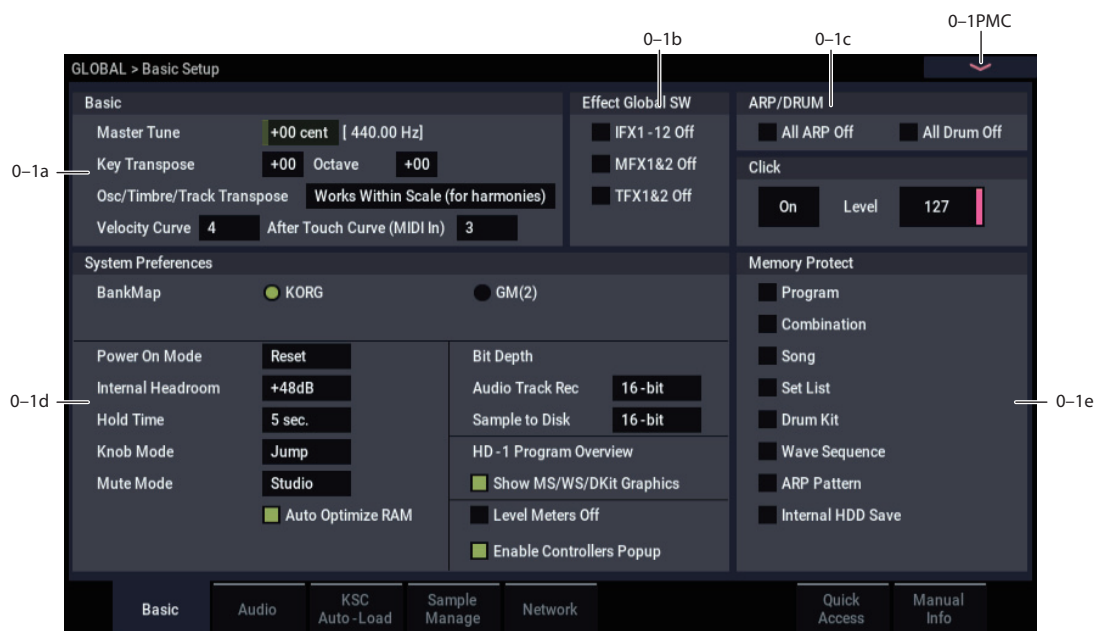 0–1PMC
0–1b
0–1c
GLOBAL > Basic Setup
Basic
Master Tune +00 cent [ 440.00 Hz]
Key Transpose +00 Octave +00
Osc/Timbre/Track Transpose Works Within Scale (for harmonies)
Velocity Curve 4 After Touch Curve (MIDI In) 3
0–1a
Effect Global SW
IFX1-12 Off
MFX1&2 Off
TFX1&2 Off
ARP/DRUM
All ARP Off All Drum Off
Click
On Level 127
System Preferences
BankMap KORG GM(2)
Power On Mode Reset
Internal Headroom +48dB
Hold Time 5 sec.
Knob Mode Jump
Mute Mode Studio
Auto Optimize RAM
0–1d
Bit Depth
Audio Track Rec 16-bit
Sample to Disk 16-bit
HD-1 Program Overview
Show MS/WS/DKit Graphics
Level Meters Off
Enable Controllers Popup
Memory Protect
Program
Combination
Song
Set List
Drum Kit
Wave Sequence
ARP Pattern
Internal HDD Save
0–1e
Basic
Audio
KSC
Auto-Load
Sample
Manage
Network
Quick
Access
Manual
Info